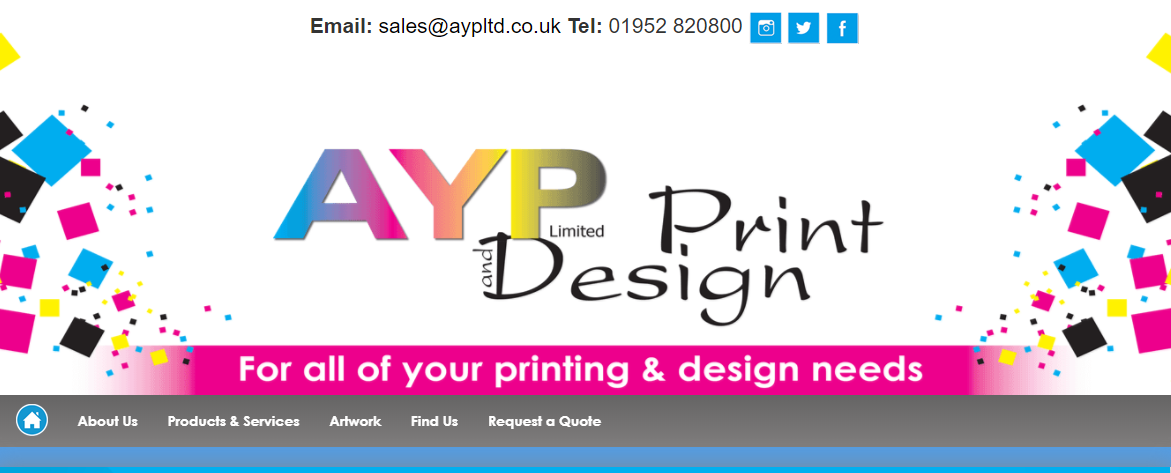 Email: sales@aypltd.co.uk Tel: 01952 820800
AYP
Limited
Print
and
Design
For all of your printing & design needs
About Us Products & Services Artwork Find Us Request a Quote